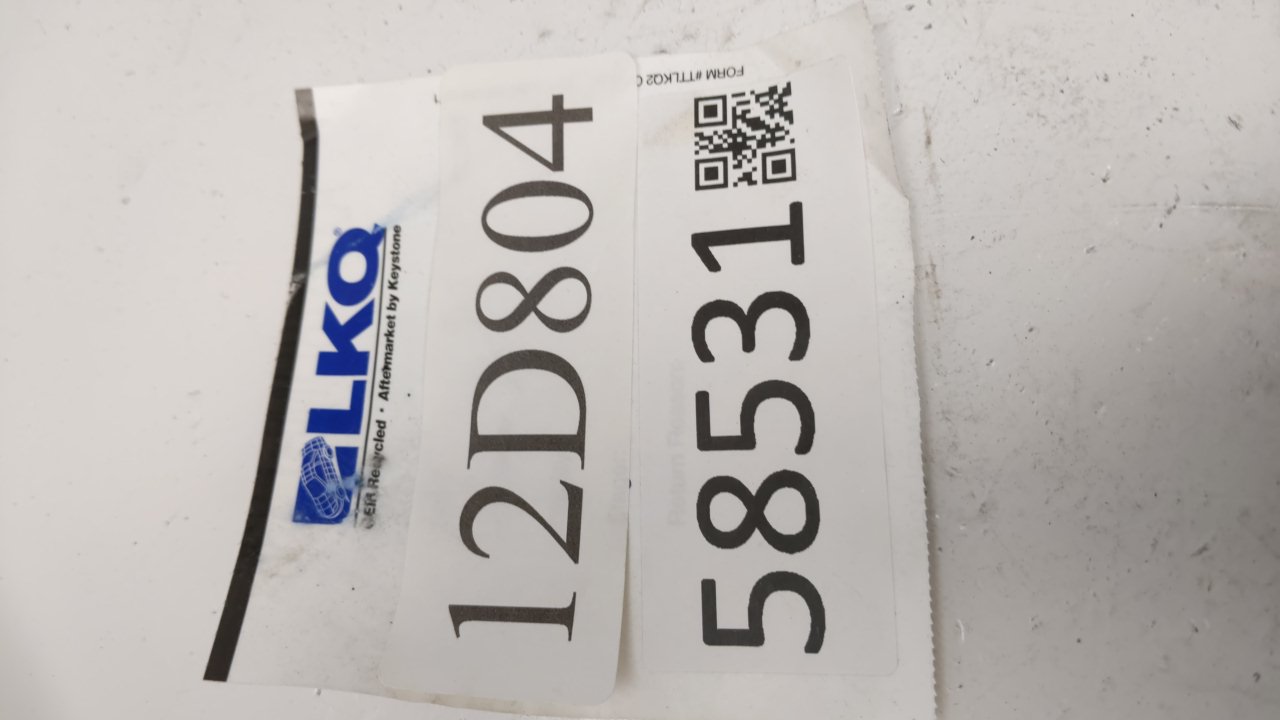 LKQ®
OEM Recycled • Aftermarket by Keystone
12D804
58531
FORM #TTLKQ2